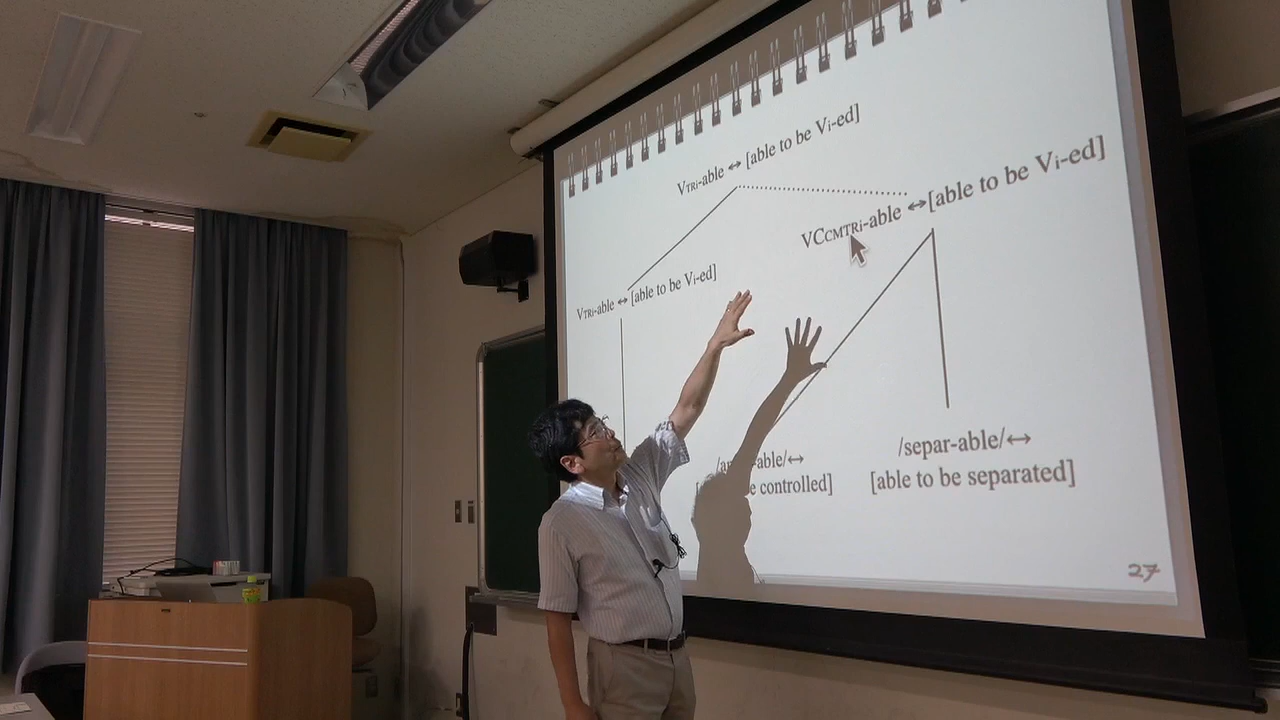 VTRi-able ↔ [able to be Vi-ed]
VCCMTRi-able ↔[able to be Vi-ed]
VTRi-able ↔ [able to be Vi-ed]
-able/↔
controlled]
/separ-able/↔
[able to be separated]
27